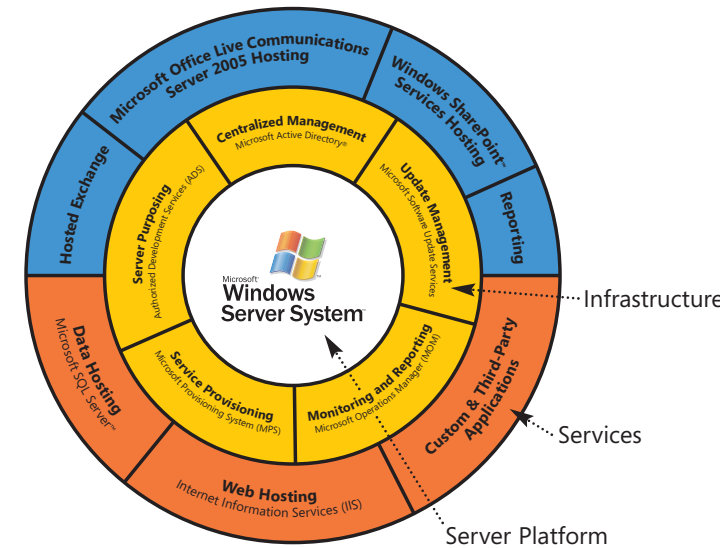 Microsoft Office Live Communications
Server 2005 Hosting
Windows SharePoint™
Services Hosting
Reporting
Hosted Exchange
Centralized Management
Microsoft Active Directory®
Update Management
Microsoft Software Update Services
Server Purposing
Authorized Development Services (ADS)
Microsoft
Windows
Server System
Infrastructure
Service Provisioning
Microsoft Provisioning System (MPS)
Monitoring and Reporting
Microsoft Operations Manager (MOM)
Data Hosting
Microsoft SQL Server™
Web Hosting
Internet Information Services (IIS)
Custom & Third-Party
Applications
Services
Server Platform